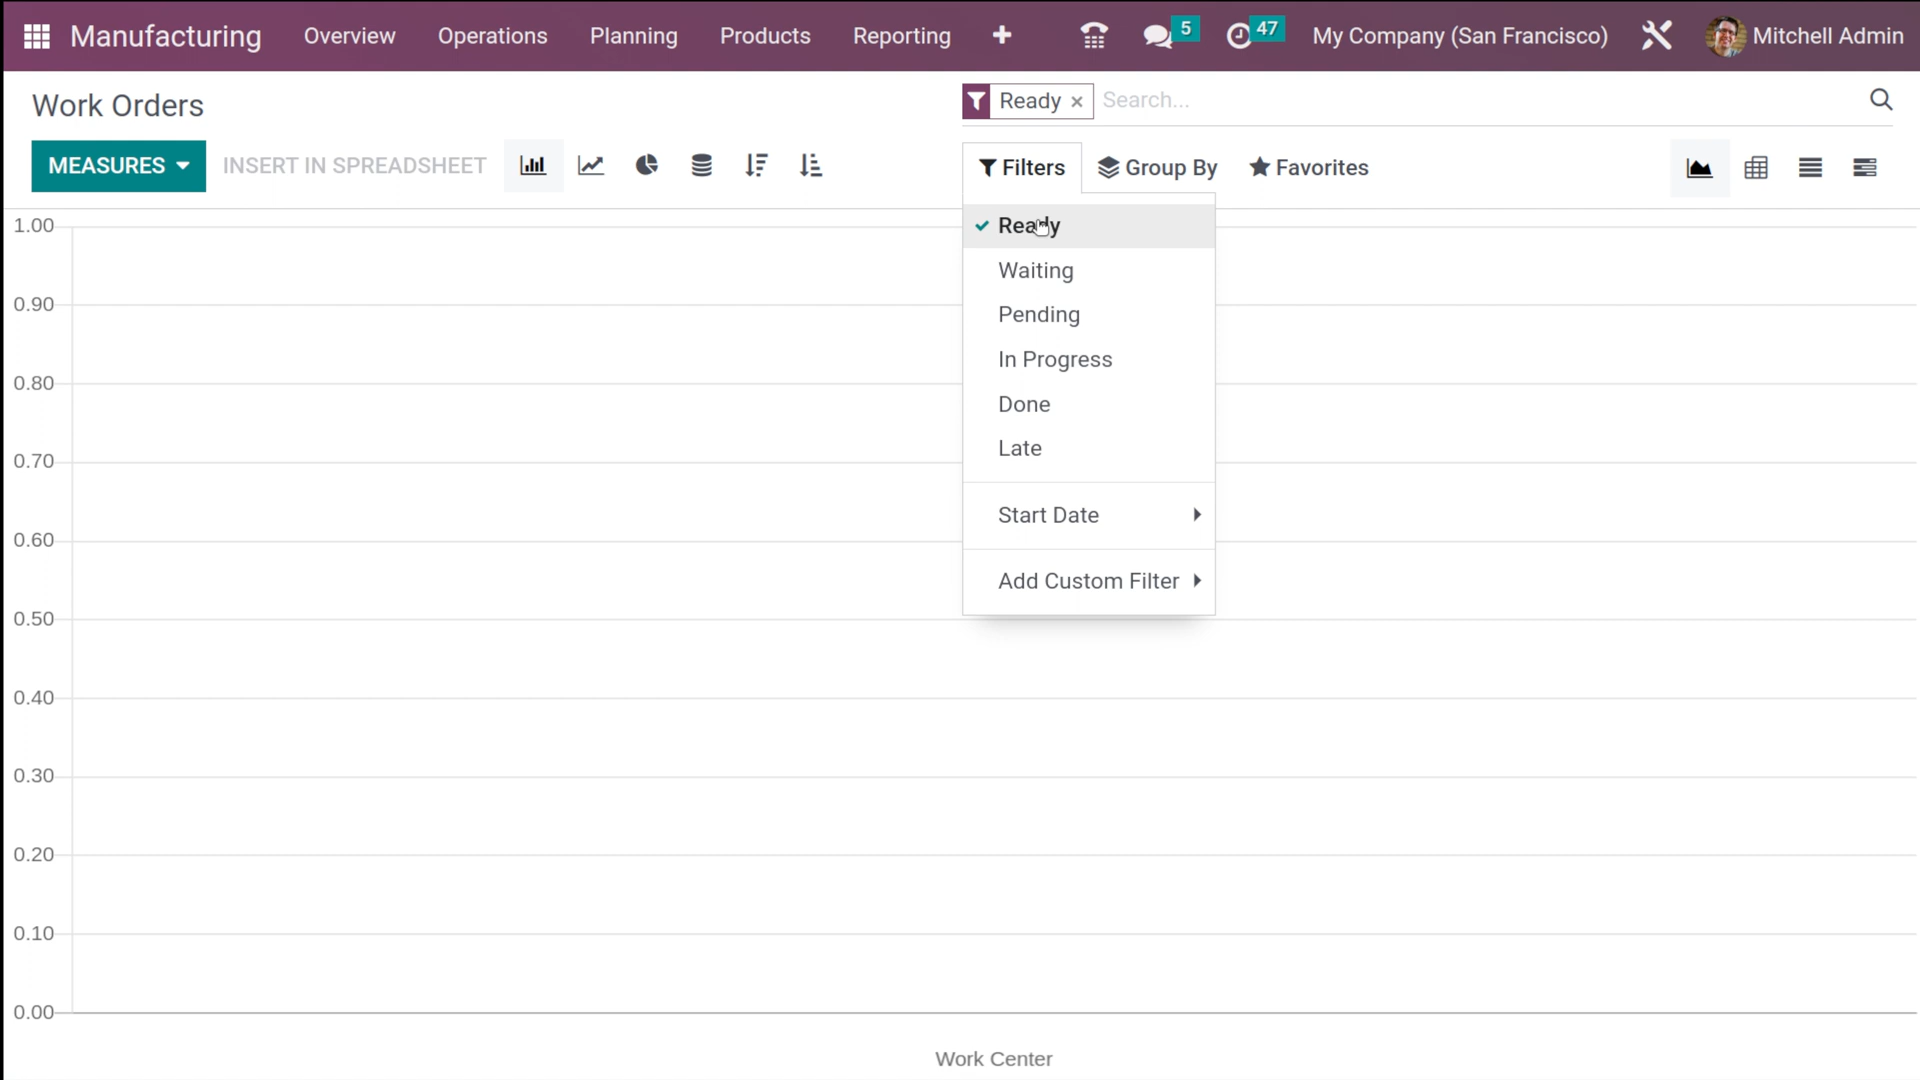 Manufacturing Overview Operations Planning Products Reporting 5 47 My Company (San Francisco) Mitchell Admin
Work Orders
Ready × Search...
MEASURES INSERT IN SPREADSHEET
Filters Group By Favorites
Ready
Waiting
Pending
In Progress
Done
Late
Start Date
Add Custom Filter
1.00
0.90
0.80
0.70
0.60
0.50
0.40
0.30
0.20
0.10
0.00
Work Center